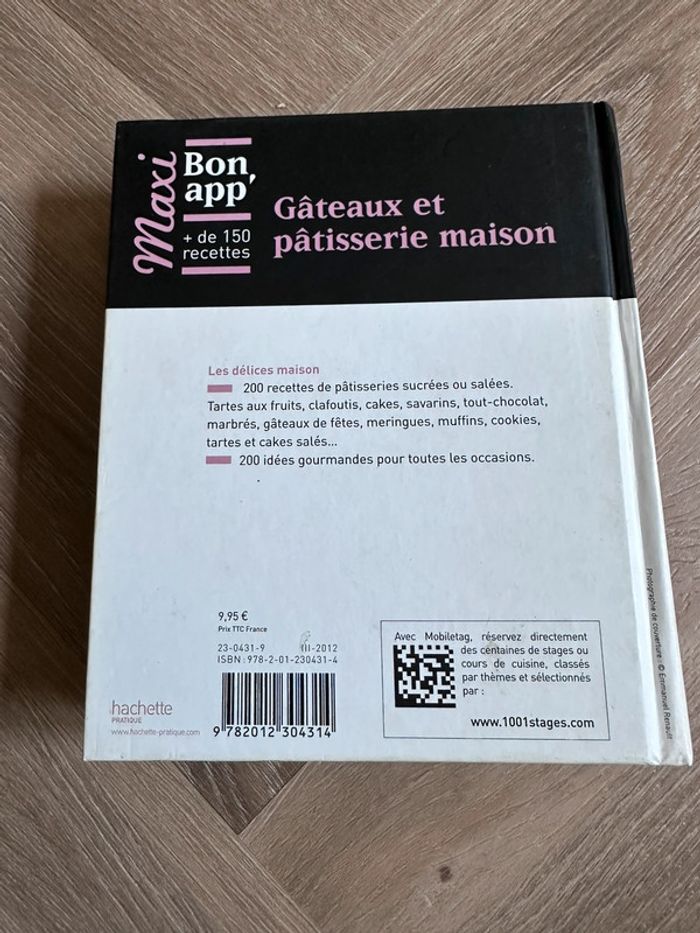 Maxi
Bon
app'
+ de 150
recettes
Gâteaux et
pâtisserie maison
Les délices maison
200 recettes de pâtisseries sucrées ou salées.
Tartes aux fruits, clafoutis, cakes, savarins, tout-chocolat,
marbrés, gâteaux de fêtes, meringues, muffins, cookies,
tartes et cakes salés...
200 idées gourmandes pour toutes les occasions.
9,95 €
Prix TTC France
23-0431-9 III-2012
ISBN : 978-2-01-230431-4
9 782012 304314
hachette
PRATIQUE
www.hachette-pratique.com
Avec Mobiletag, réservez directement
des centaines de stages ou
cours de cuisine, classés
par thèmes et sélectionnés
par :
www.1001stages.com
Photographie de couverture : © Emmanuel Renault